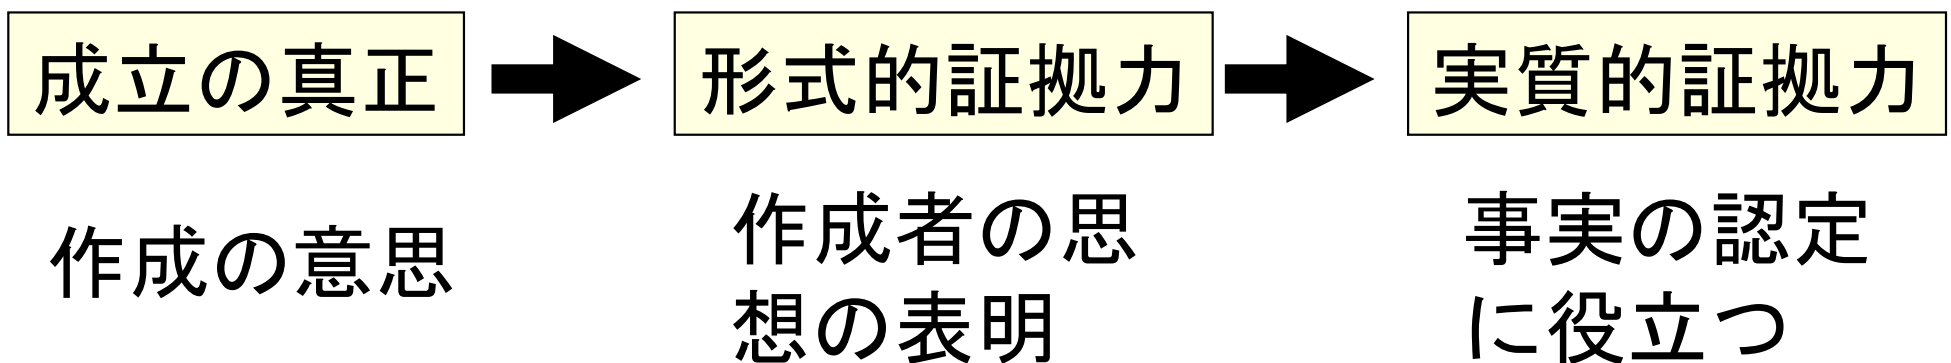 成立の真正
形式的証拠力
実質的証拠力
作成の意思
作成者の思
想の表明
事実の認定
に役立つ